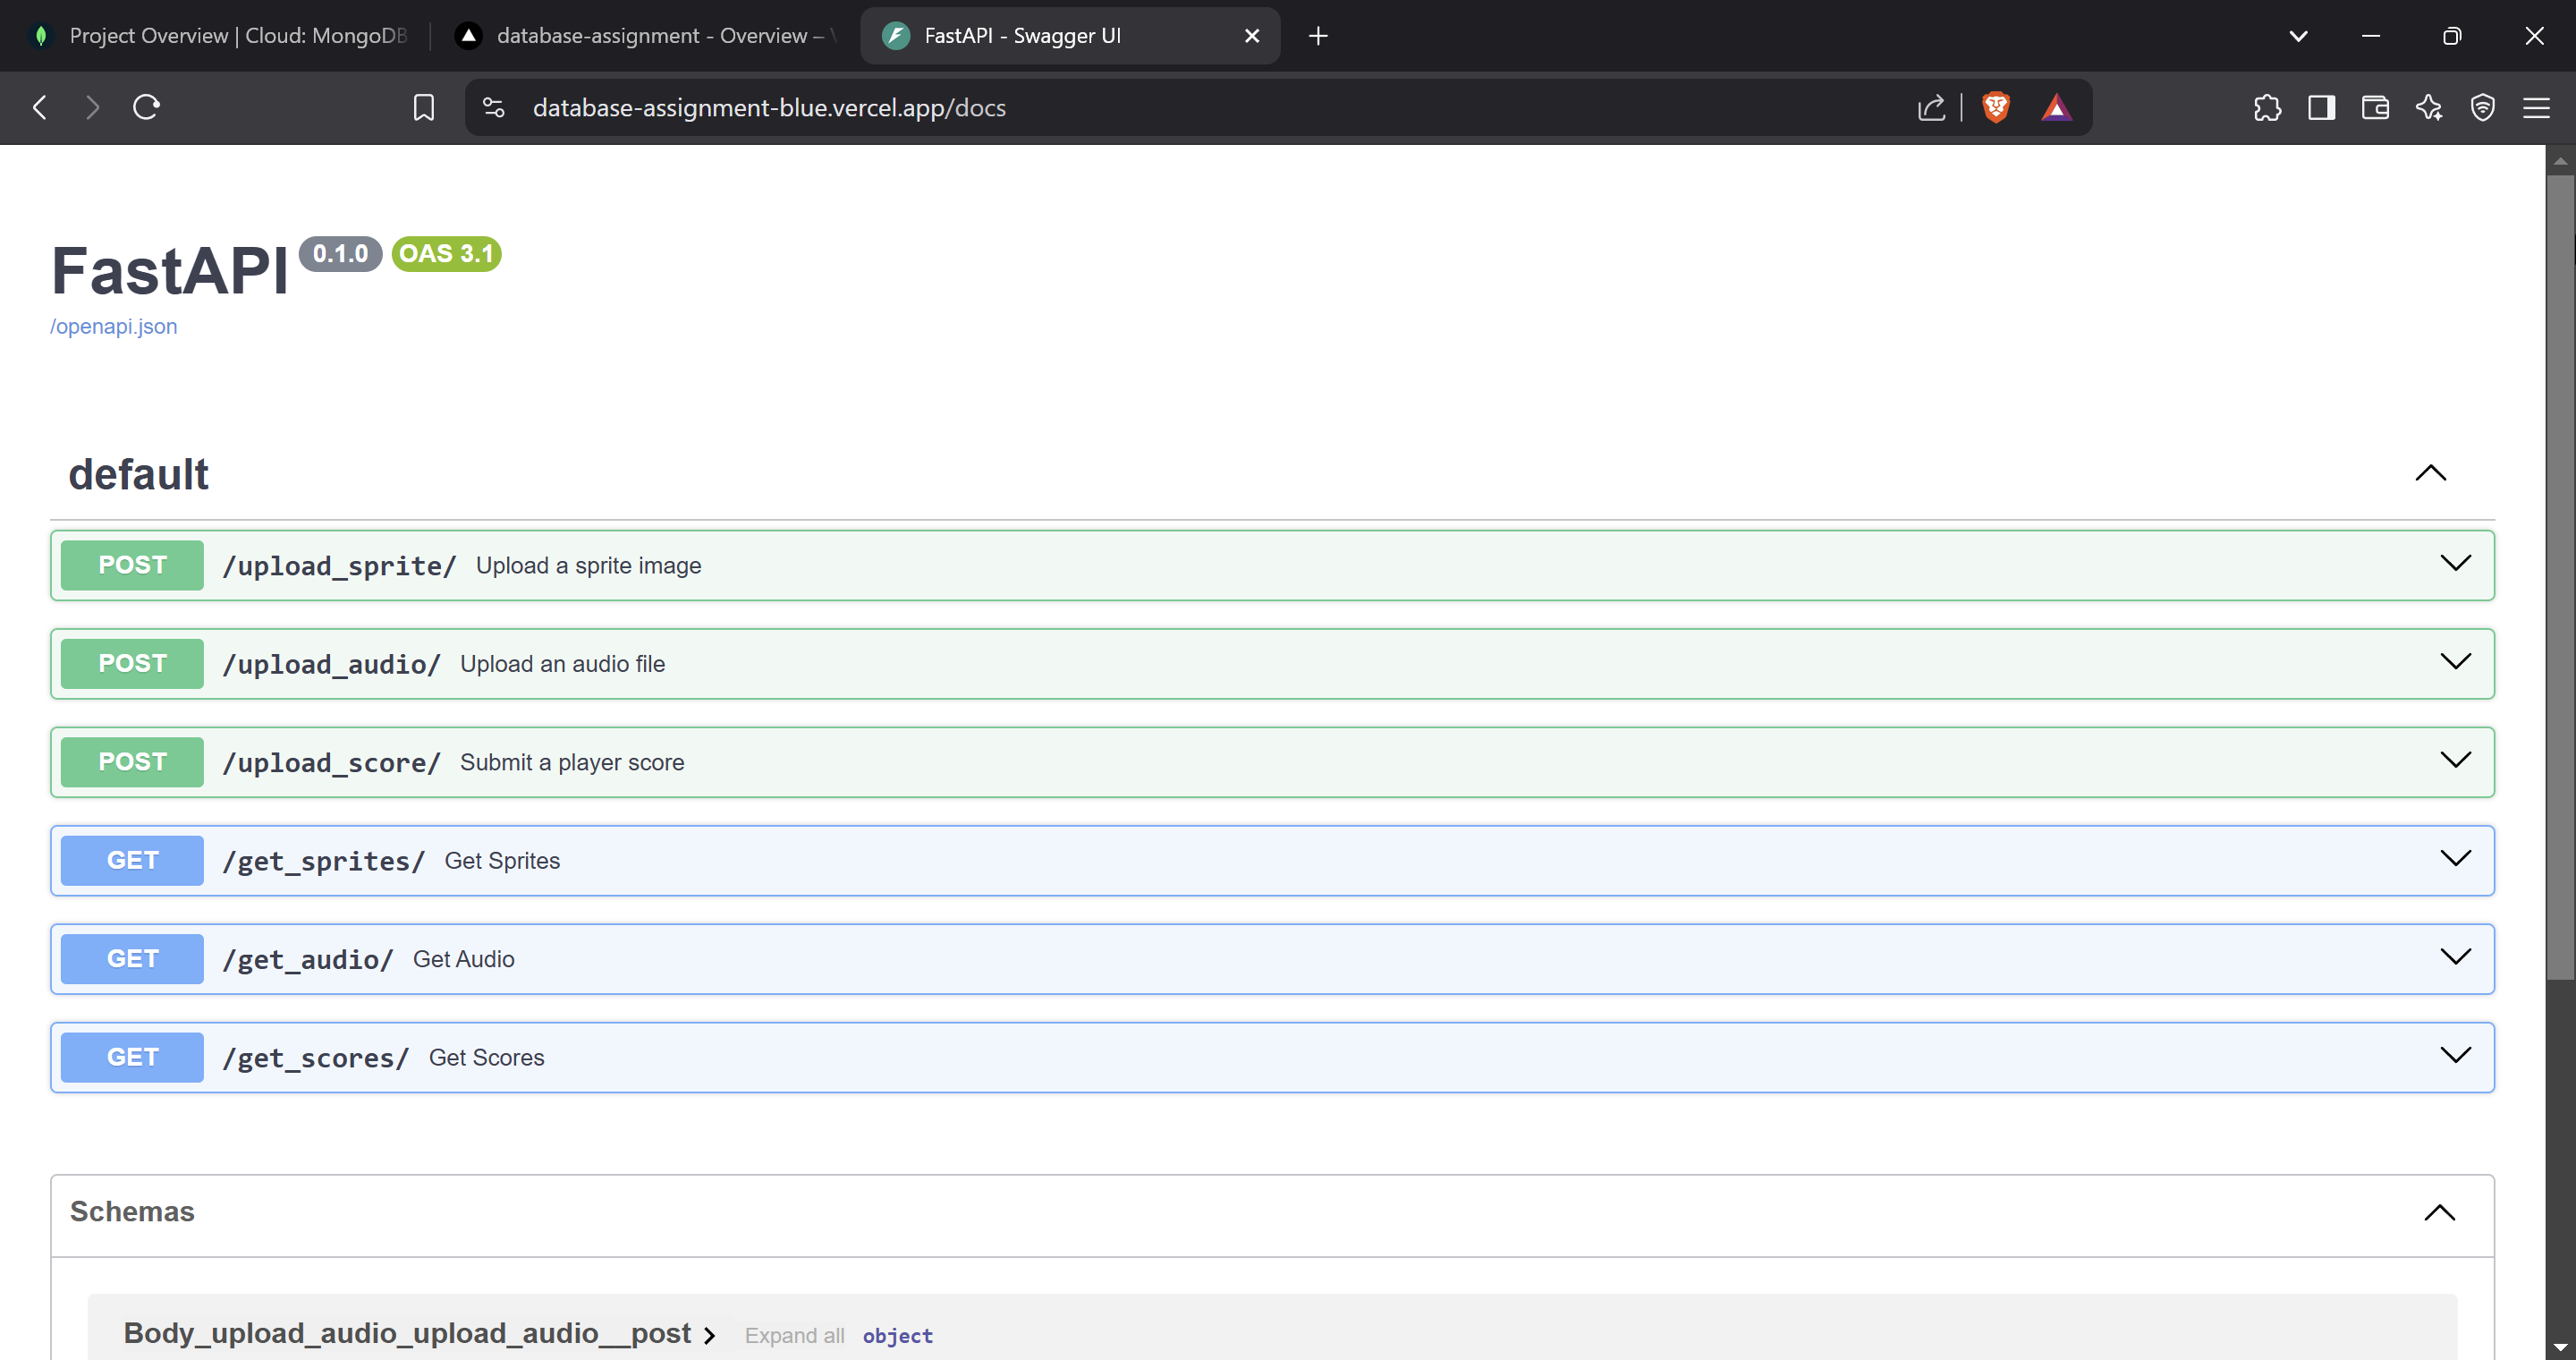 Project Overview | Cloud: MongoDB
database-assignment - Overview –
FastAPI - Swagger UI
database-assignment-blue.vercel.app/docs
FastAPI 0.1.0 OAS 3.1
/openapi.json
default
POST /upload_sprite/ Upload a sprite image
POST /upload_audio/ Upload an audio file
POST /upload_score/ Submit a player score
GET /get_sprites/ Get Sprites
GET /get_audio/ Get Audio
GET /get_scores/ Get Scores
Schemas
Body_upload_audio_upload_audio__post Expand all object